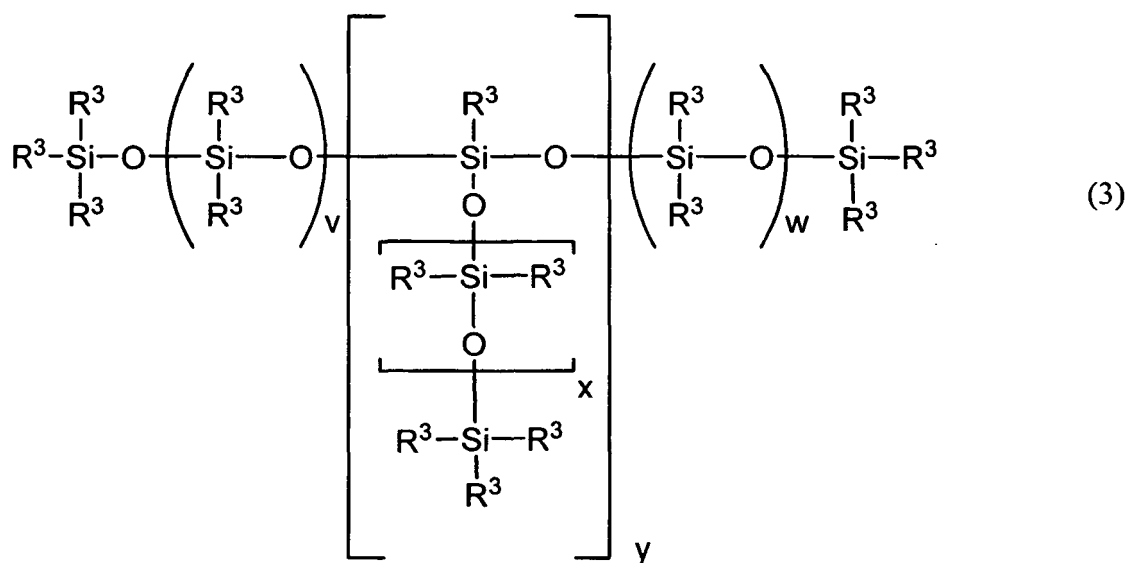 R³ R³ R³ R³ R³
R³-Si-O Si-O Si-O Si-O Si-R³
R³ R³ v O R³ w R³ (3)
R³-Si-R³
O
x
R³-Si-R³
R³
y